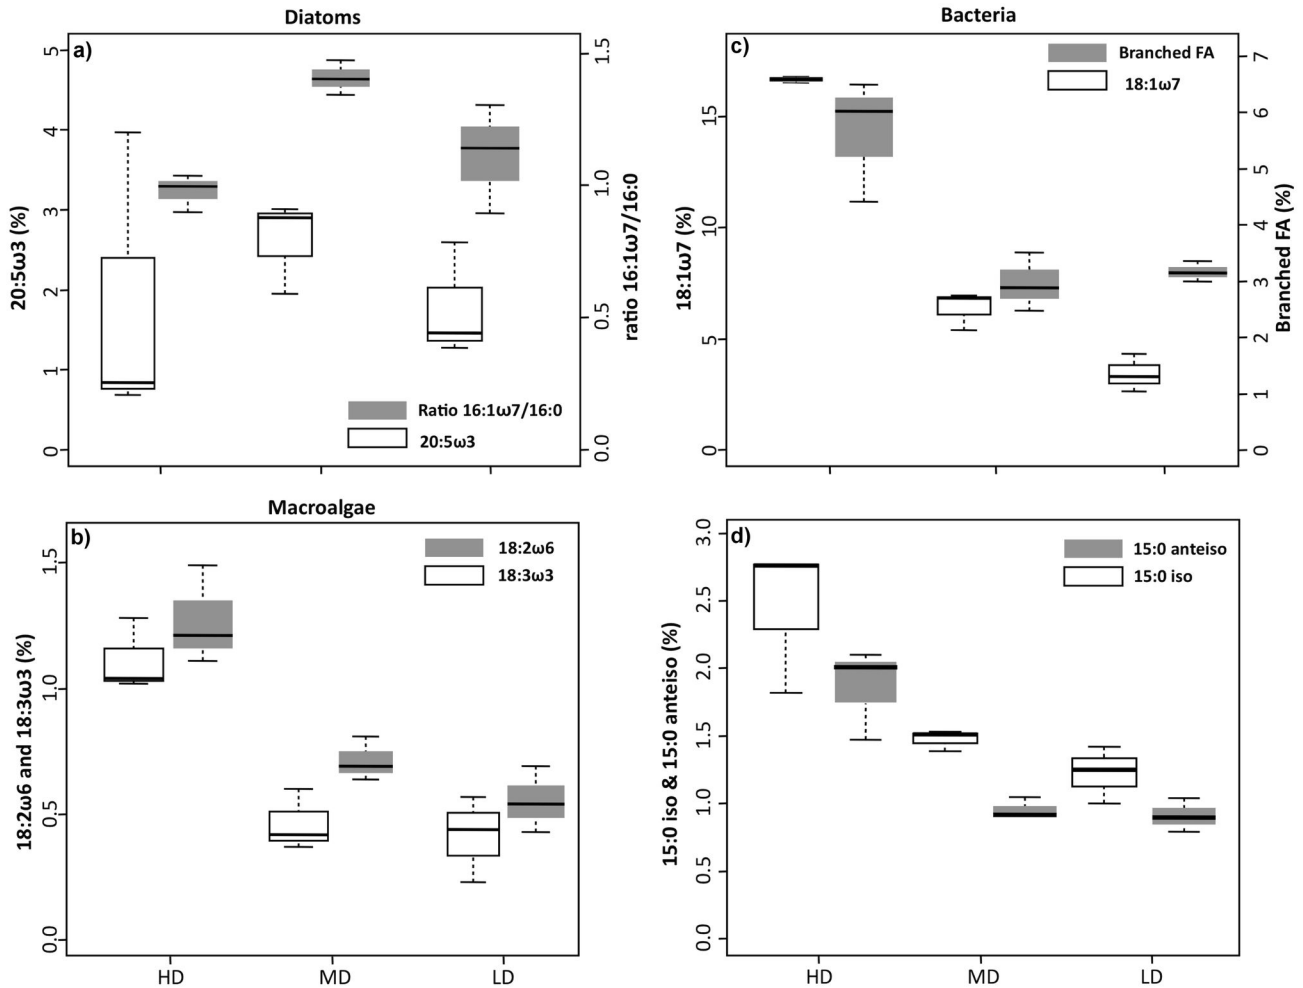 Diatoms
a)
20:5ω3 (%)
5
4
3
2
1
0
1.5
1.0
0.5
0.0
ratio 16:1ω7/16:0
Ratio 16:1ω7/16:0
20:5ω3
Bacteria
c)
18:1ω7 (%)
15
10
5
0
7
6
5
4
3
2
1
0
Branched FA (%)
Branched FA
18:1ω7
Macroalgae
b)
18:2ω6 and 18:3ω3 (%)
1.5
1.0
0.5
0.0
18:2ω6
18:3ω3
HD
MD
LD
d)
15:0 iso & 15:0 anteiso (%)
3.0
2.5
2.0
1.5
1.0
0.5
0.0
15:0 anteiso
15:0 iso
HD
MD
LD